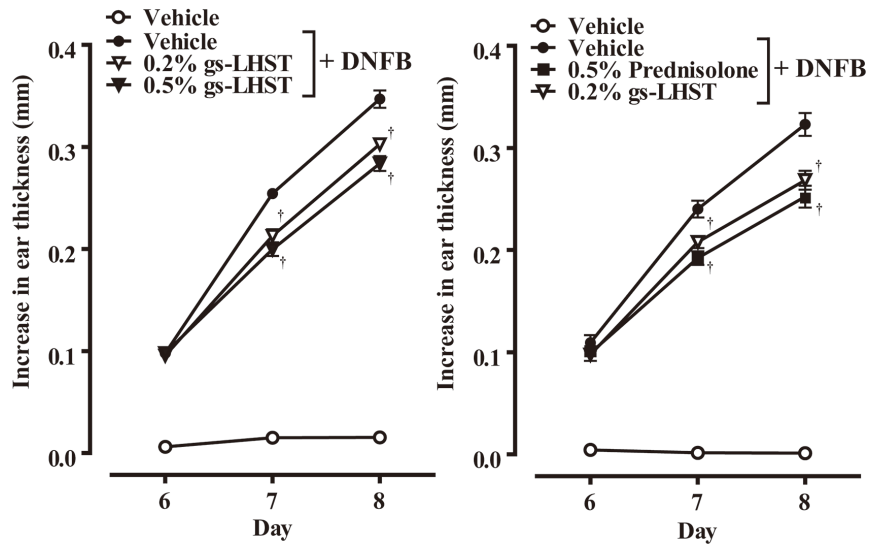 Vehicle
Vehicle
0.2% gs-LHST
0.5% gs-LHST
+ DNFB
0.4
0.3
0.2
0.1
0.0
Increase in ear thickness (mm)
†
†
†
†
6
7
8
Day
Vehicle
Vehicle
0.5% Prednisolone
0.2% gs-LHST
+ DNFB
0.4
0.3
0.2
0.1
0.0
Increase in ear thickness (mm)
†
†
†
†
6
7
8
Day